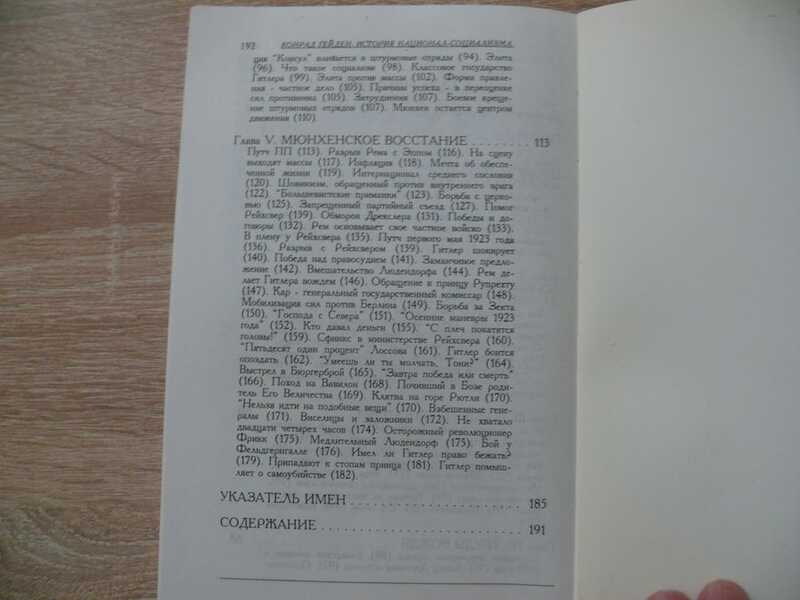 192 КОНРАД ГЕЙДЕН. ИСТОРИЯ НАЦИОНАЛ-СОЦИАЛИЗМА.
ция "Консул" вливается в штурмовые отряды (94). Элита
(96). Что такое социализм (98). Классовое государство
Гитлера (99). Элита против массы (102). Форма правле-
ния - частное дело (105). Причины успеха - в переоценке
сил противника (105). Затруднения (107). Боевое креще-
ние штурмовых отрядов (107). Мюнхен остается центром
движения (110).
Глава V. МЮНХЕНСКОЕ ВОССТАНИЕ ........ 113
Путч ПП (113). Разрыв Рема с Эппом (116). На сцену
выходят массы (117). Инфляция (118). Мечта об обеспе-
ченной жизни (119). Интернационал среднего сословия
(120). Шовинизм, обращенный против внутреннего врага
(122). "Большевистские приманки" (123). Борьба с цер-
ковью (125). Запрещенный партийный съезд (127). Помог
Рейхсвер (139). Обморок Дрекслера (131). Победы и до-
говоры (132). Рем основывает свое частное войско (133).
В плену у Рейхсвера (135). Путч первого мая 1923 года
(136). Разрыв с Рейхсвером (139). Гитлер шокирует
(140). Победа над правосудием (141). Заманчивое предло-
жение (142). Вмешательство Людендорфа (144). Рем де-
лает Гитлера вождем (146). Обращение к принцу Рупрехту
(147). Кар - генеральный государственный комиссар (148).
Мобилизация сил против Берлина (149). Борьба за Секта
(150). "Господа с Севера" (151). "Осенние маневры 1923
года" (152). Кто давал деньги (155). "С плеч покатятся
головы!" (159). Сфинкс в министерстве Рейхсвера (160).
"Пятьдесят один процент" Лоссова (161). Гитлер боится
опоздать (162). "Умеешь ли ты молчать, Тони?" (164).
Выстрел в Бюргерброй (165). "Завтра победа или смерть"
(166). Поход на Вавилон (168). Почивший в Бозе роди-
тель Его Величества (169). Клятва на горе Рютли (170).
"Нельзя идти на подобные вещи" (170). Взбешенные гене-
ралы (171). Виселицы и заложники (172). Не хватало
двадцати четырех часов (174). Осторожный революционер
Фрикк (175). Медлительный Людендорф (175). Бой у
Фельдгернгалле (176). Имел ли Гитлер право бежать?
(179). Припадают к стопам принца (181). Гитлер помыш-
ляет о самоубийстве (182).
УКАЗАТЕЛЬ ИМЕН ........ 185
СОДЕРЖАНИЕ ........ 191